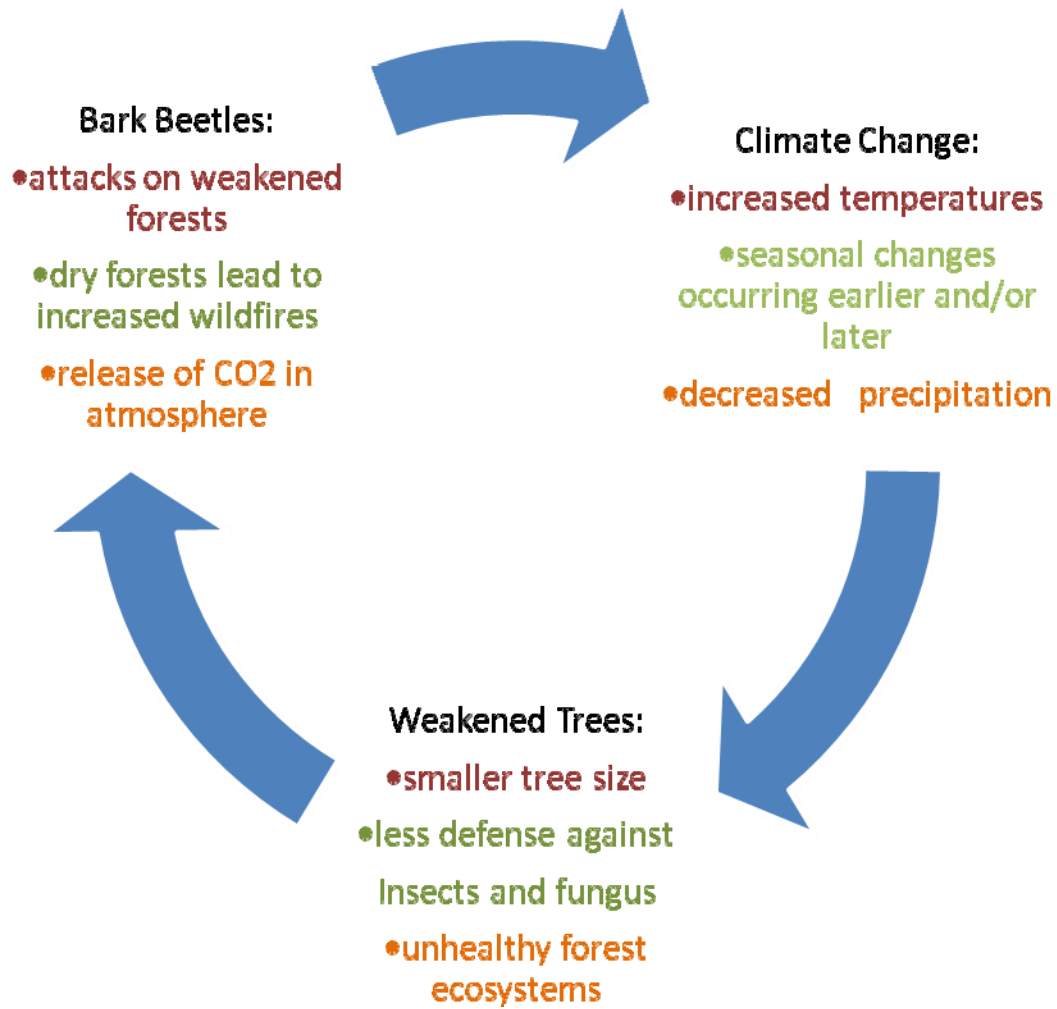 Bark Beetles:
•attacks on weakened
forests
•dry forests lead to
increased wildfires
•release of CO2 in
atmosphere
Climate Change:
•increased temperatures
•seasonal changes
occurring earlier and/or
later
•decreased precipitation
Weakened Trees:
•smaller tree size
•less defense against
Insects and fungus
•unhealthy forest
ecosystems